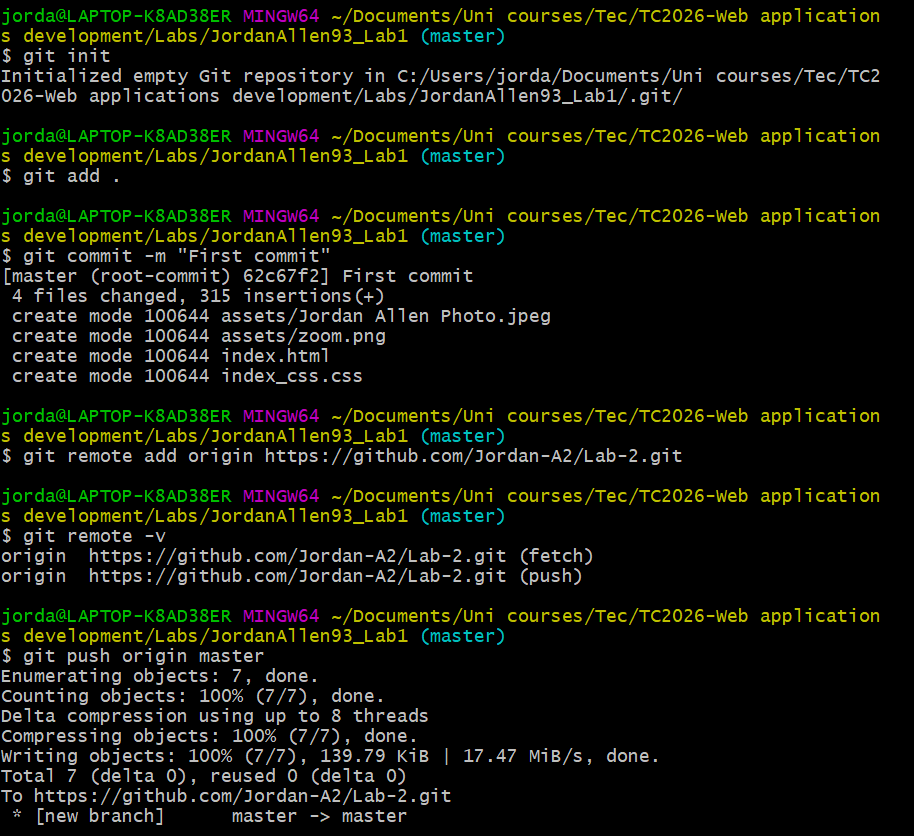 jorda@LAPTOP-K8AD38ER MINGW64 ~/Documents/Uni courses/Tec/TC2026-Web application
s development/Labs/JordanAllen93_Lab1 (master)
$ git init
Initialized empty Git repository in C:/Users/jorda/Documents/Uni courses/Tec/TC2
026-Web applications development/Labs/JordanAllen93_Lab1/.git/
jorda@LAPTOP-K8AD38ER MINGW64 ~/Documents/Uni courses/Tec/TC2026-Web application
s development/Labs/JordanAllen93_Lab1 (master)
$ git add .
jorda@LAPTOP-K8AD38ER MINGW64 ~/Documents/Uni courses/Tec/TC2026-Web application
s development/Labs/JordanAllen93_Lab1 (master)
$ git commit -m "First commit"
[master (root-commit) 62c67f2] First commit
 4 files changed, 315 insertions(+)
 create mode 100644 assets/Jordan Allen Photo.jpeg
 create mode 100644 assets/zoom.png
 create mode 100644 index.html
 create mode 100644 index_css.css
jorda@LAPTOP-K8AD38ER MINGW64 ~/Documents/Uni courses/Tec/TC2026-Web application
s development/Labs/JordanAllen93_Lab1 (master)
$ git remote add origin https://github.com/Jordan-A2/Lab-2.git
jorda@LAPTOP-K8AD38ER MINGW64 ~/Documents/Uni courses/Tec/TC2026-Web application
s development/Labs/JordanAllen93_Lab1 (master)
$ git remote -v
origin  https://github.com/Jordan-A2/Lab-2.git (fetch)
origin  https://github.com/Jordan-A2/Lab-2.git (push)
jorda@LAPTOP-K8AD38ER MINGW64 ~/Documents/Uni courses/Tec/TC2026-Web application
s development/Labs/JordanAllen93_Lab1 (master)
$ git push origin master
Enumerating objects: 7, done.
Counting objects: 100% (7/7), done.
Delta compression using up to 8 threads
Compressing objects: 100% (7/7), done.
Writing objects: 100% (7/7), 139.79 KiB | 17.47 MiB/s, done.
Total 7 (delta 0), reused 0 (delta 0)
To https://github.com/Jordan-A2/Lab-2.git
 * [new branch]      master -> master